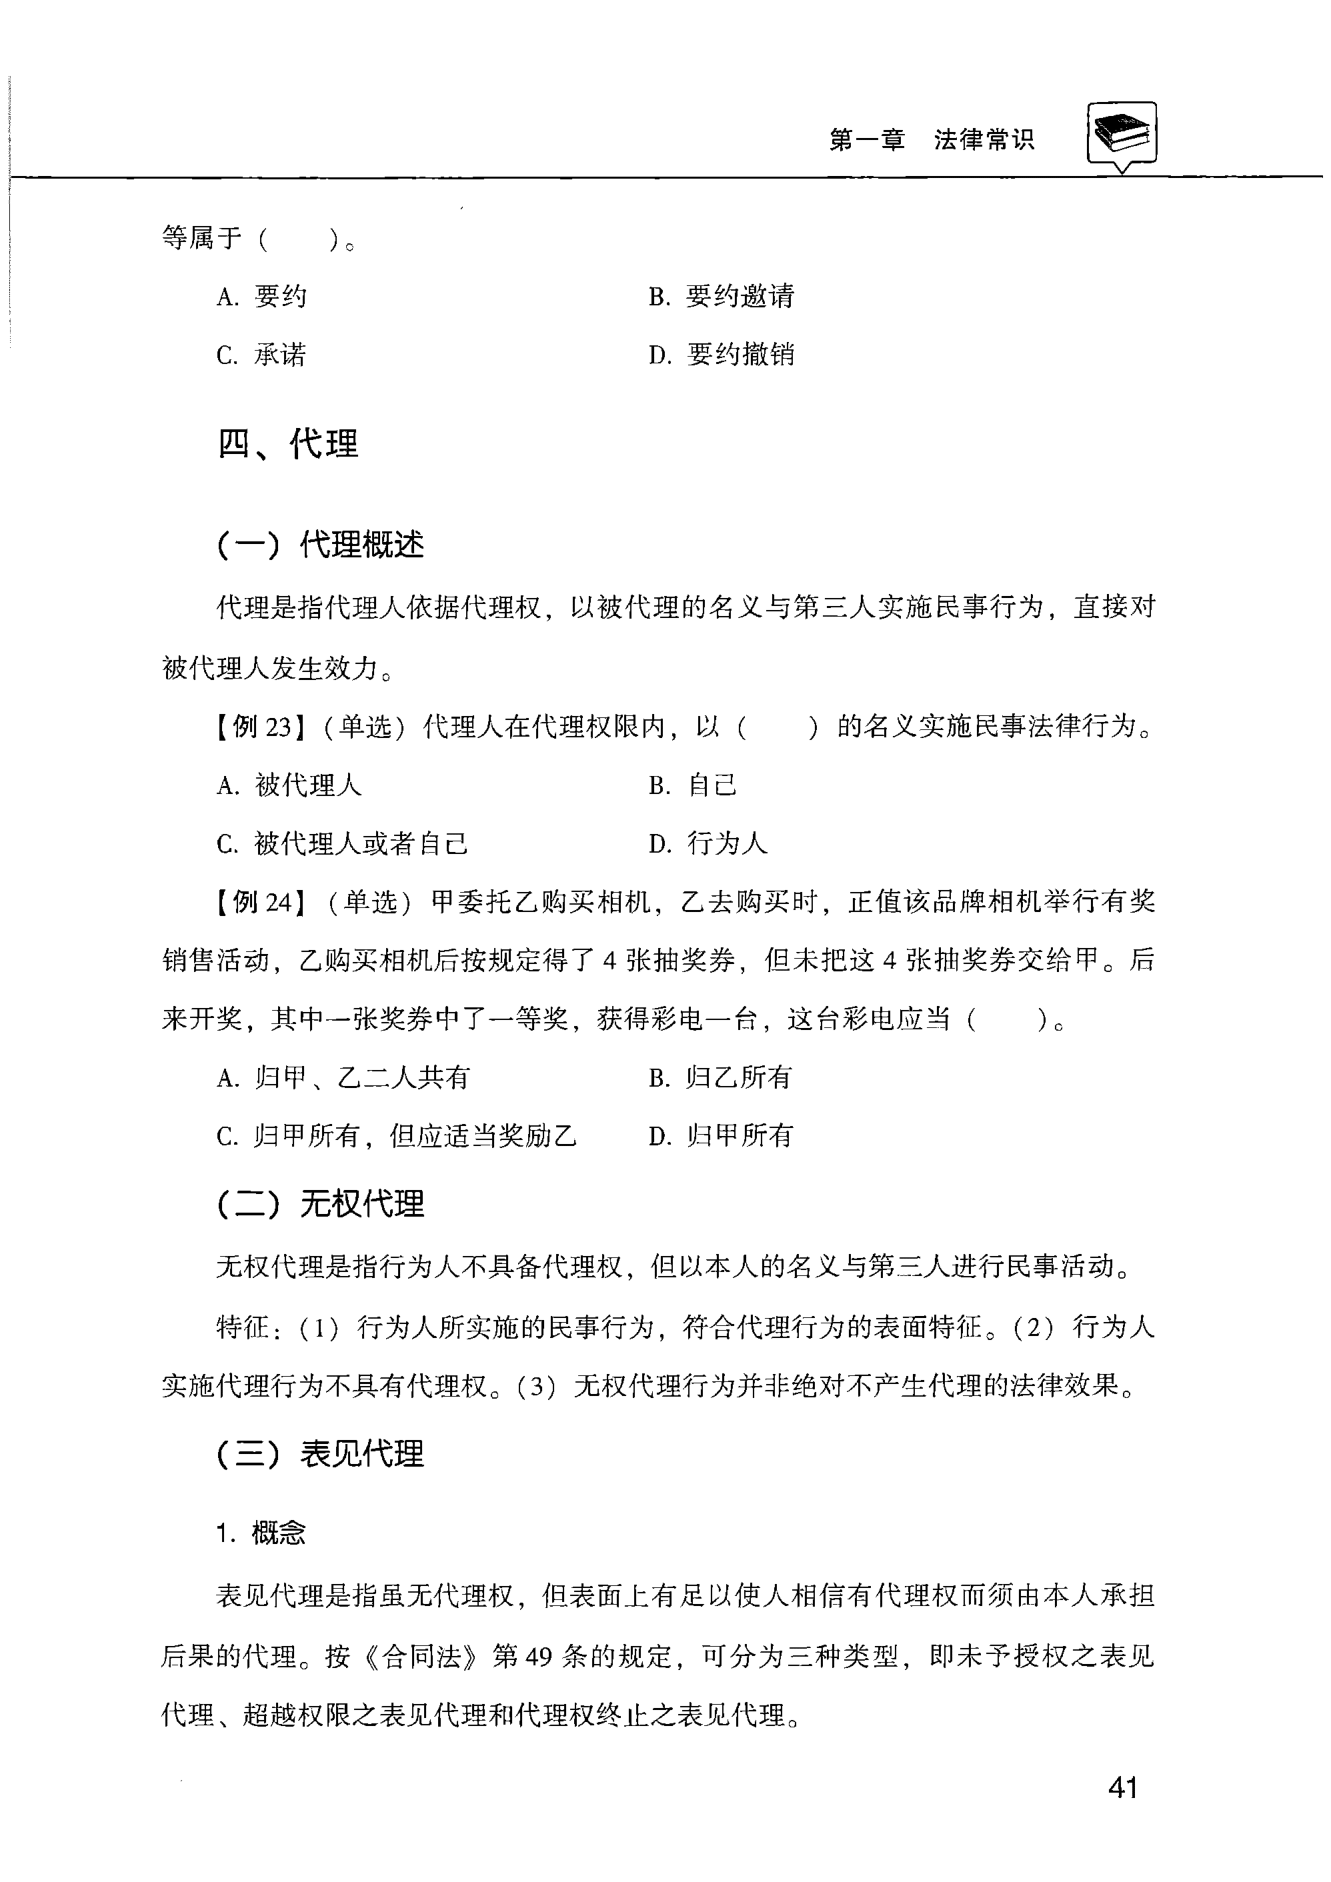 第一章　法律常识
等属于（　　）。
A. 要约　　B. 要约邀请
C. 承诺　　D. 要约撤销
四、代理
（一）代理概述
代理是指代理人依据代理权，以被代理的名义与第三人实施民事行为，直接对
被代理人发生效力。
【例 23】（单选）代理人在代理权限内，以（　　）的名义实施民事法律行为。
A. 被代理人　　B. 自己
C. 被代理人或者自己　　D. 行为人
【例 24】（单选）甲委托乙购买相机，乙去购买时，正值该品牌相机举行有奖
销售活动，乙购买相机后按规定得了 4 张抽奖券，但未把这 4 张抽奖券交给甲。后
来开奖，其中一张奖券中了一等奖，获得彩电一台，这台彩电应当（　　）。
A. 归甲、乙二人共有　　B. 归乙所有
C. 归甲所有，但应适当奖励乙　　D. 归甲所有
（二）无权代理
无权代理是指行为人不具备代理权，但以本人的名义与第三人进行民事活动。
特征：（1）行为人所实施的民事行为，符合代理行为的表面特征。（2）行为人
实施代理行为不具有代理权。（3）无权代理行为并非绝对不产生代理的法律效果。
（三）表见代理
1. 概念
表见代理是指虽无代理权，但表面上有足以使人相信有代理权而须由本人承担
后果的代理。按《合同法》第 49 条的规定，可分为三种类型，即未予授权之表见
代理、超越权限之表见代理和代理权终止之表见代理。
41